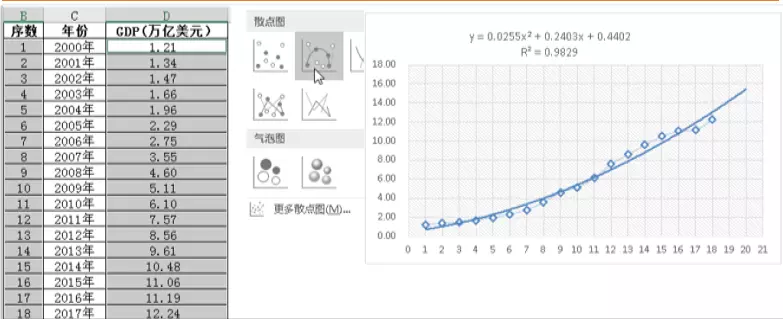 B C D
序数 年份 GDP(万亿美元)
1 2000年 1.21
2 2001年 1.34
3 2002年 1.47
4 2003年 1.66
5 2004年 1.96
6 2005年 2.29
7 2006年 2.75
8 2007年 3.55
9 2008年 4.60
10 2009年 5.11
11 2010年 6.10
12 2011年 7.57
13 2012年 8.56
14 2013年 9.61
15 2014年 10.48
16 2015年 11.06
17 2016年 11.19
18 2017年 12.24
散点图
气泡图
更多散点图(M)...
y = 0.0255x² + 0.2403x + 0.4402
R² = 0.9829
18.00
16.00
14.00
12.00
10.00
8.00
6.00
4.00
2.00
0.00
0 1 2 3 4 5 6 7 8 9 10 11 12 13 14 15 16 17 18 19 20 21